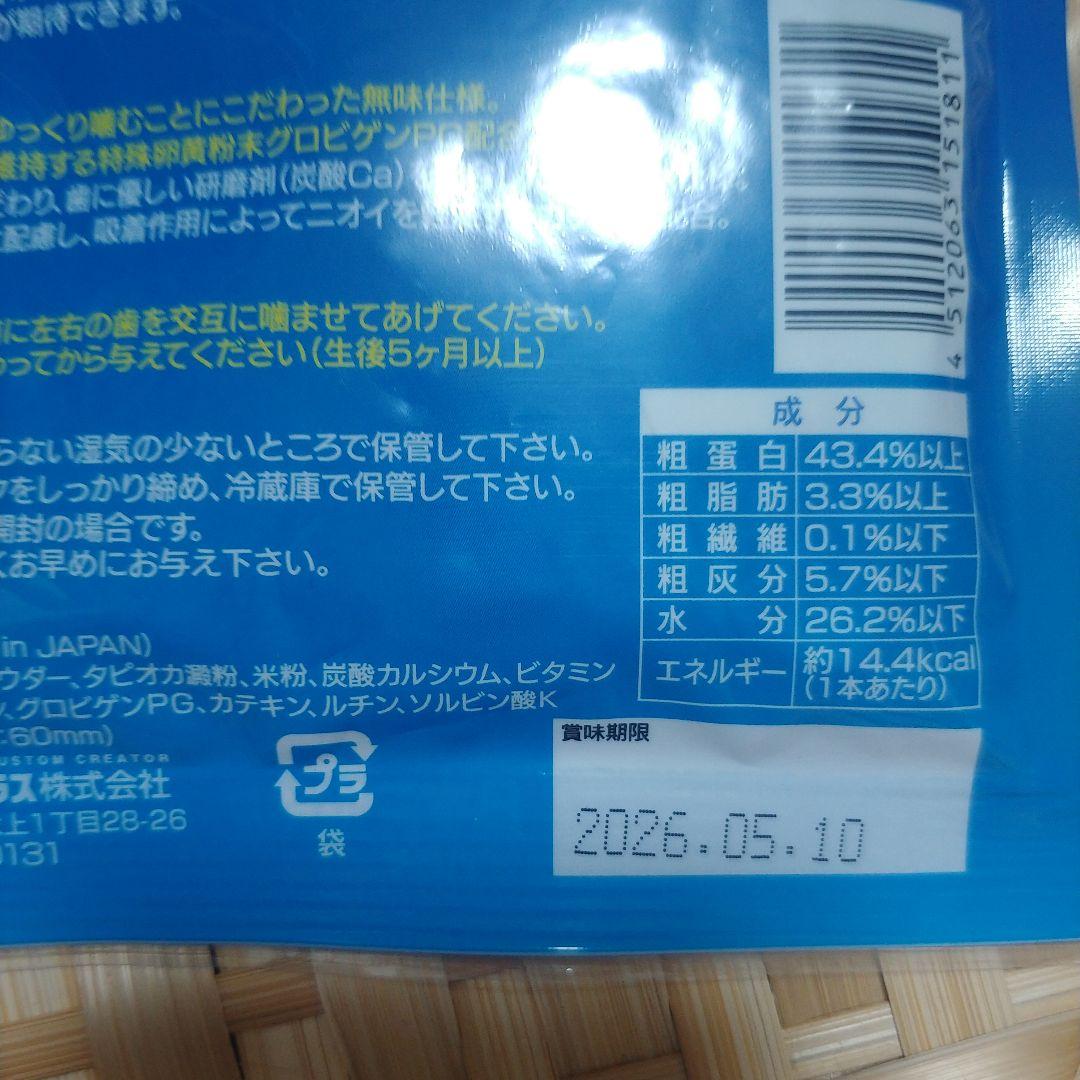 が期待できます。
ゆっくり噛むことにこだわった無味仕様。
維持する特殊卵黄粉末グロビゲンPG配合
だわり、歯に優しい研磨剤(炭酸Ca)
に配慮し、吸着作用によってニオイを
配合。
に左右の歯を交互に噛ませてあげてください。
わってから与えてください(生後5ヶ月以上)
らない湿気の少ないところで保管して下さい。
クをしっかり締め、冷蔵庫で保管して下さい。
開封の場合です。
くお早めにお与え下さい。
in JAPAN)
ウダー、タピオカ澱粉、米粉、炭酸カルシウム、ビタミン
、グロビゲンPG、カテキン、ルチン、ソルビン酸K
:60mm)
CUSTOM CREATOR
ラス株式会社
上1丁目28-26
0131
プラ
袋
4 512063 151811
成 分
粗蛋白 43.4%以上
粗脂肪 3.3%以上
粗繊維 0.1%以下
粗灰分 5.7%以下
水分 26.2%以下
エネルギー 約14.4kcal
(1本あたり)
賞味期限
2026.05.10